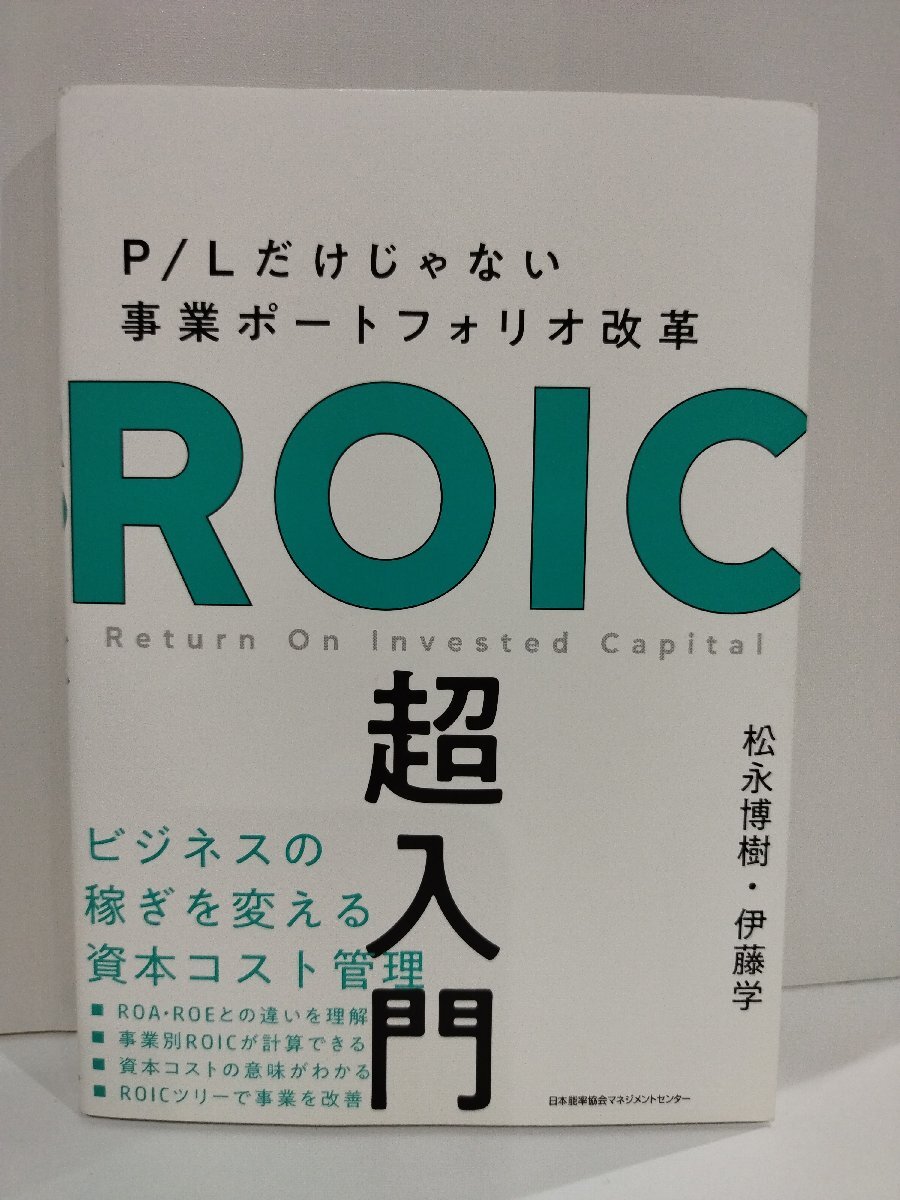 P/Lだけじゃない
事業ポートフォリオ改革
ROIC
Return On Invested Capital
超入門
松永博樹・伊藤学
ビジネスの
稼ぎを変える
資本コスト管理
■ ROA・ROEとの違いを理解
■ 事業別ROICが計算できる
■ 資本コストの意味がわかる
■ ROICツリーで事業を改善
日本能率協会マネジメントセンター